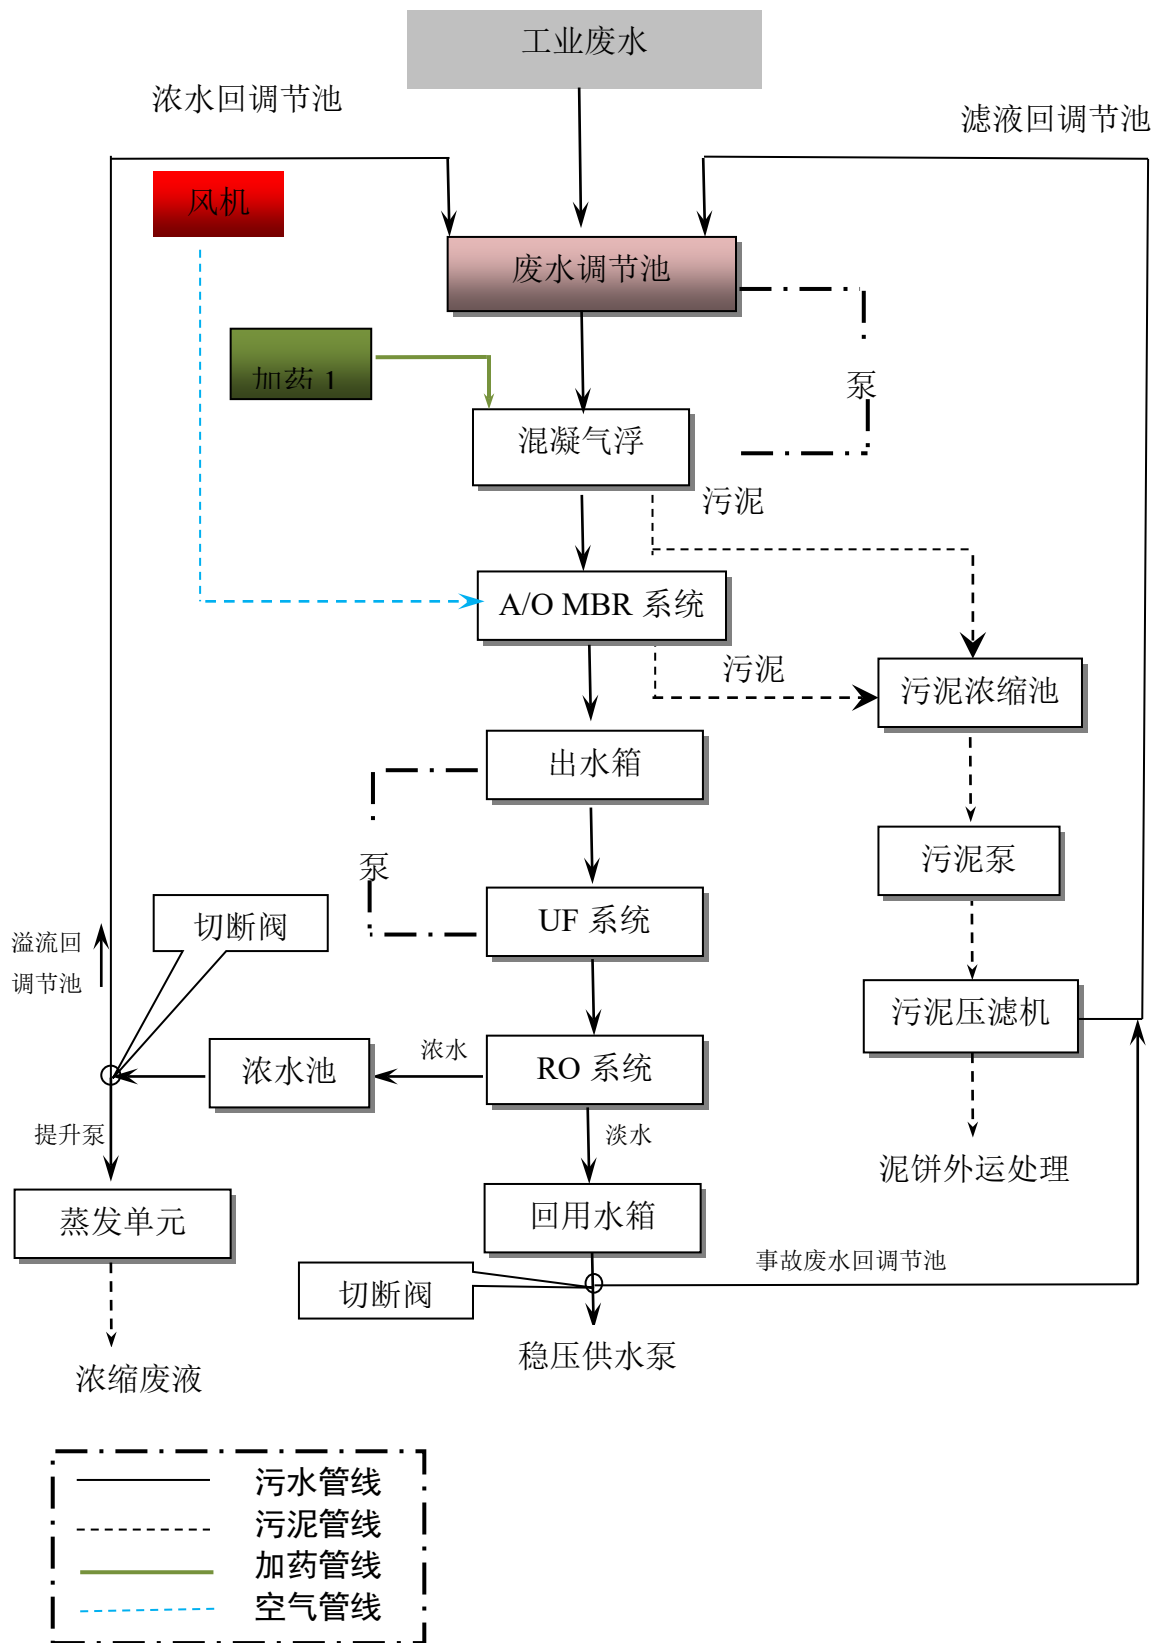 工业废水
浓水回调节池
滤液回调节池
风机
废水调节池
加药 1
泵
混凝气浮
污泥
A/O MBR 系统
污泥
污泥浓缩池
出水箱
泵
污泥泵
UF 系统
切断阀
溢流回
调节池
污泥压滤机
浓水
浓水池
RO 系统
提升泵
淡水
泥饼外运处理
蒸发单元
回用水箱
事故废水回调节池
切断阀
稳压供水泵
浓缩废液
污水管线
污泥管线
加药管线
空气管线